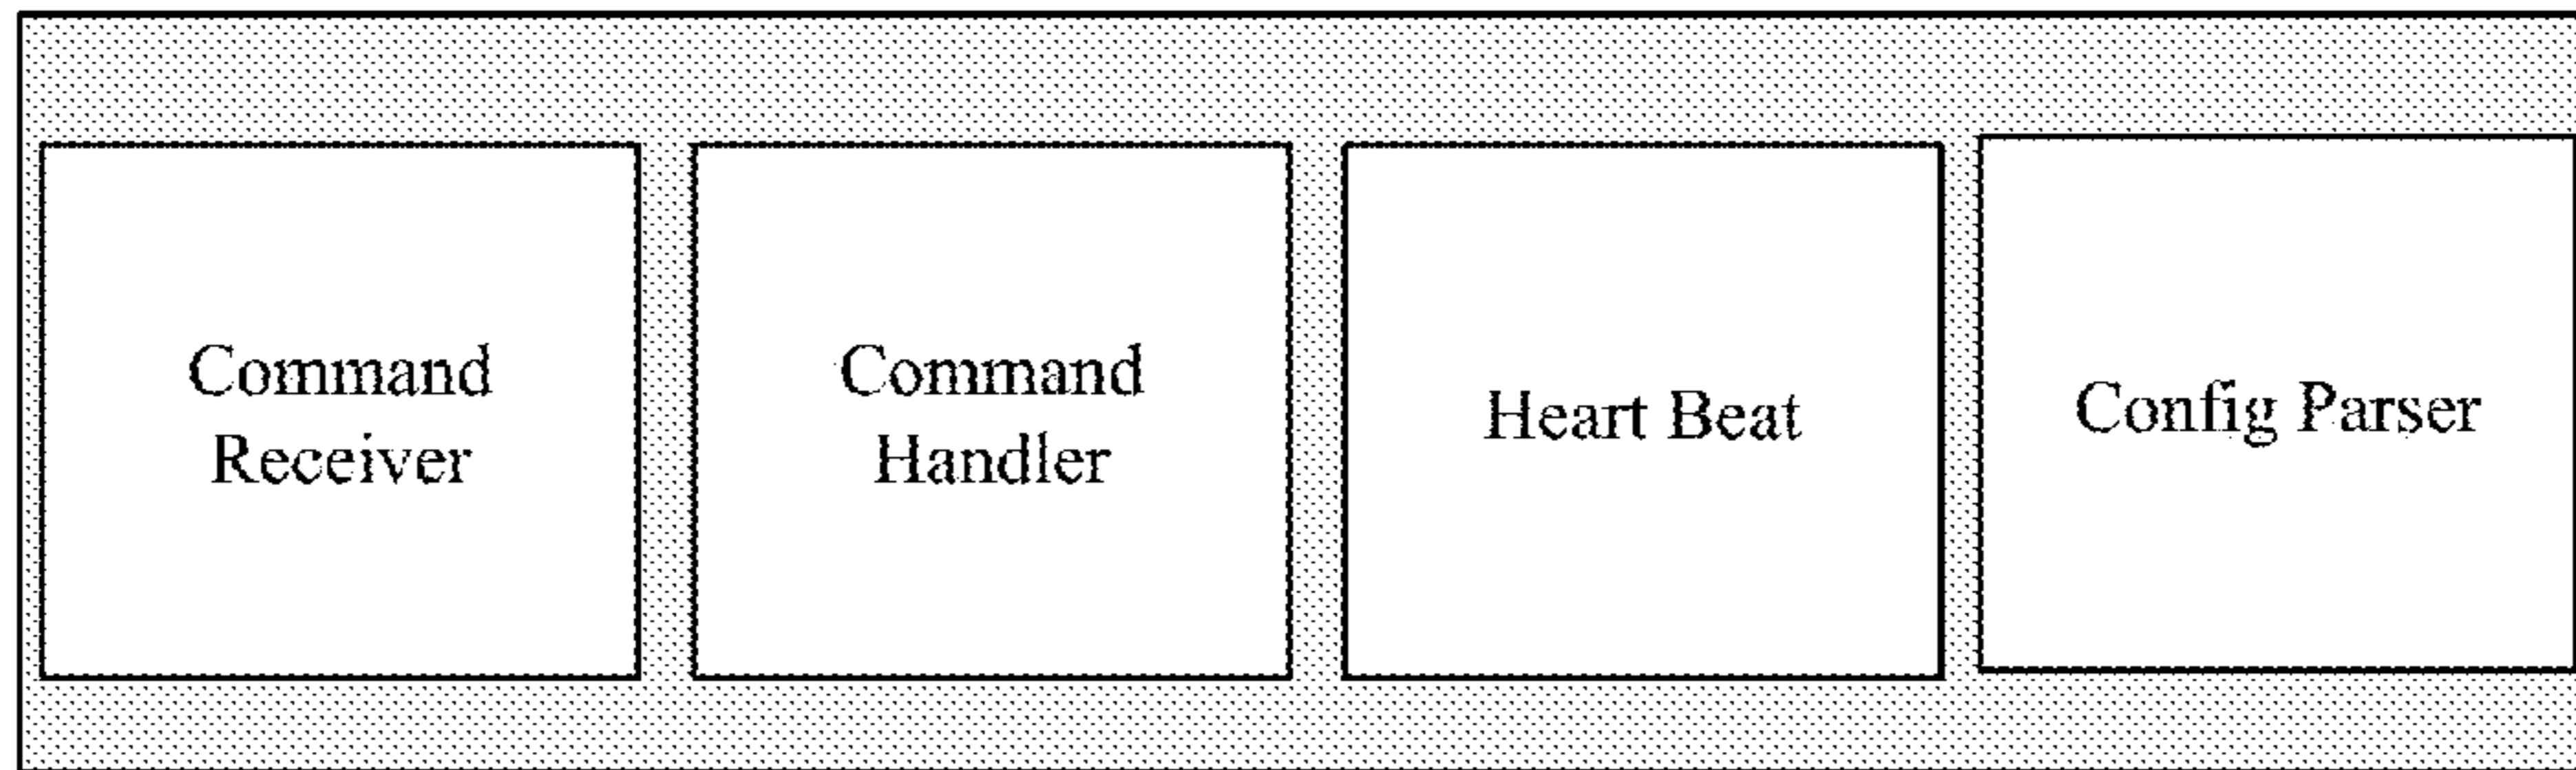 Command
Receiver
Command
Handler
Heart Beat
Config Parser